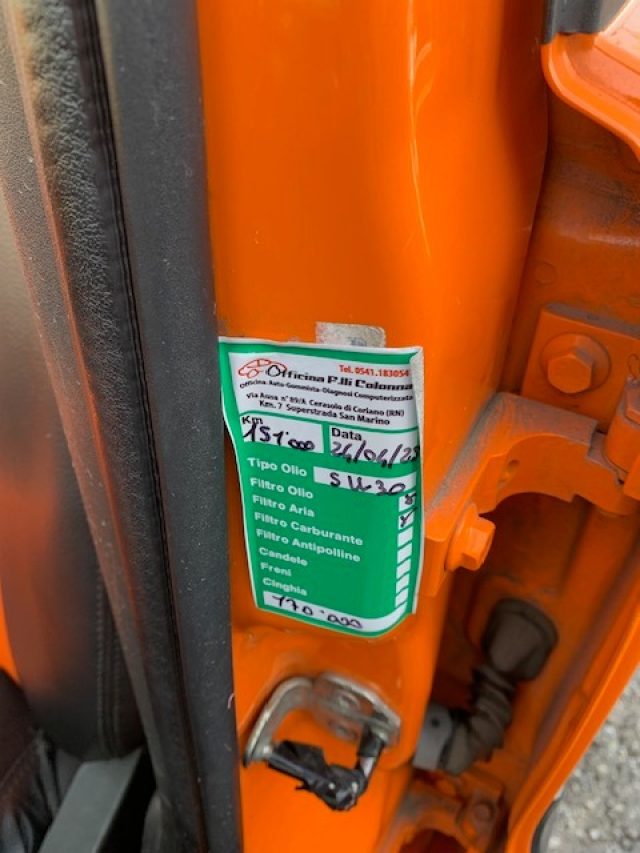 Tel. 0541.183054
Officina F.lli Colonna
Officina-Auto-Gommista-Diagnosi Computerizzata
Via Ausa n° 89/A Cerasolo di Coriano (RN)
Km. 7 Superstrada San Marino
Km Data
151'000 24/04/23
Tipo Olio 5W30
Filtro Olio
Filtro Aria
Filtro Carburante
Filtro Antipolline
Candele
Freni
Cinghia
170'000